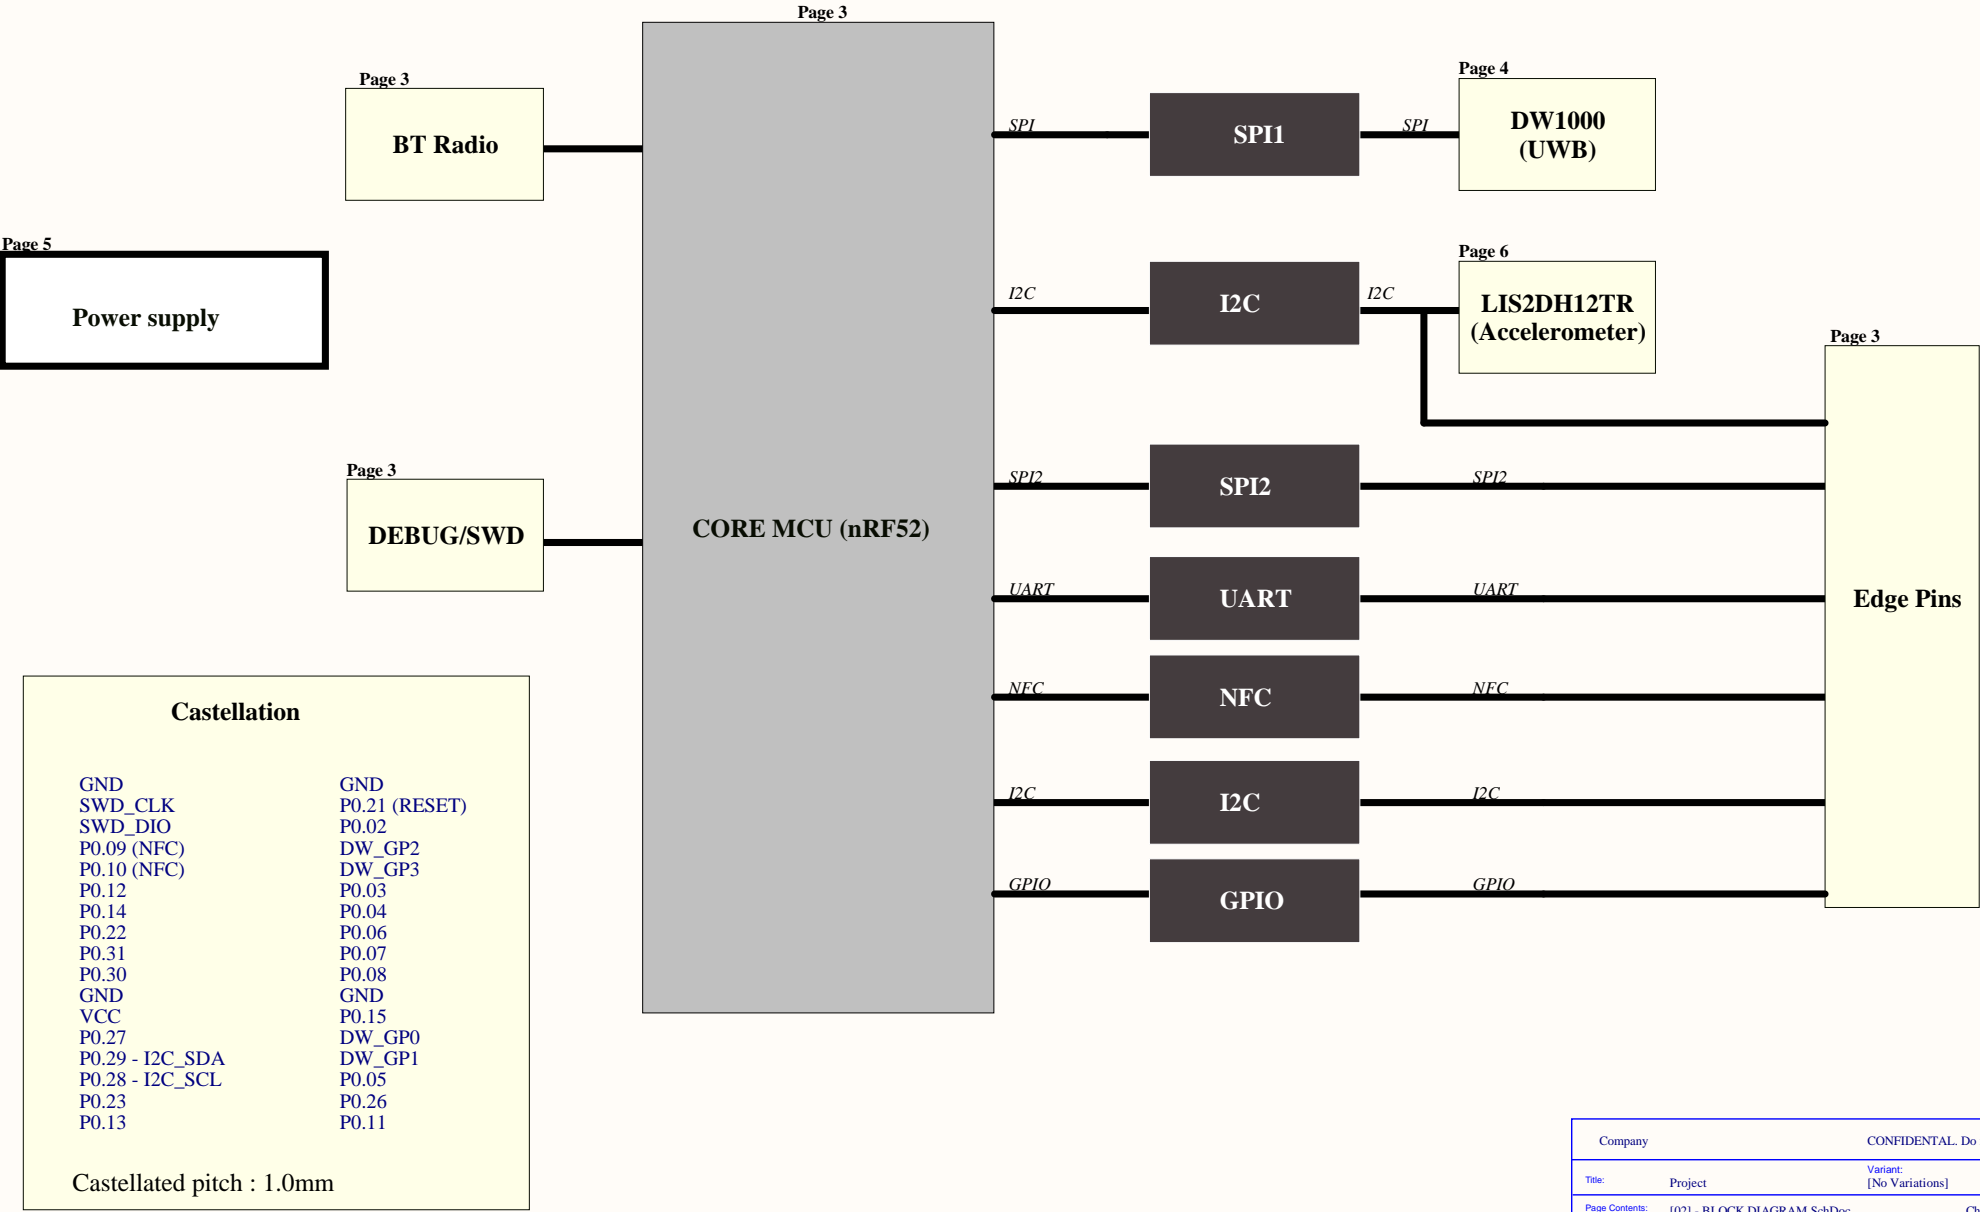 Page 3
Page 3
BT Radio
Page 5
Power supply
Page 3
DEBUG/SWD
CORE MCU (nRF52)
SPI
SPI1
SPI
Page 4
DW1000
(UWB)
I2C
I2C
I2C
Page 6
LIS2DH12TR
(Accelerometer)
Page 3
Edge Pins
SPI2
SPI2
SPI2
UART
UART
UART
NFC
NFC
NFC
I2C
I2C
I2C
GPIO
GPIO
GPIO
Castellation
GND GND
SWD_CLK P0.21 (RESET)
SWD_DIO P0.02
P0.09 (NFC) DW_GP2
P0.10 (NFC) DW_GP3
P0.12 P0.03
P0.14 P0.04
P0.22 P0.06
P0.31 P0.07
P0.30 P0.08
GND GND
VCC P0.15
P0.27 DW_GP0
P0.29 - I2C_SDA DW_GP1
P0.28 - I2C_SCL P0.05
P0.23 P0.26
P0.13 P0.11
Castellated pitch : 1.0mm
Company CONFIDENTAL. Do
Title: Project Variant:
[No Variations]
Page Contents: [02] - BLOCK DIAGRAM.SchDoc